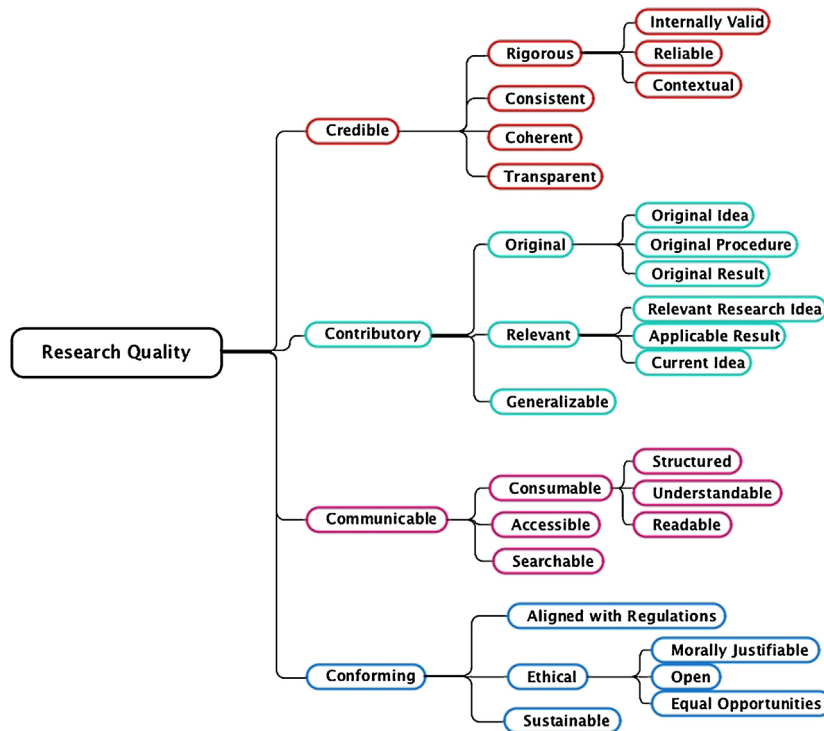 Research Quality
Credible
Rigorous
Internally Valid
Reliable
Contextual
Consistent
Coherent
Transparent
Contributory
Original
Original Idea
Original Procedure
Original Result
Relevant
Relevant Research Idea
Applicable Result
Current Idea
Generalizable
Communicable
Consumable
Structured
Understandable
Readable
Accessible
Searchable
Conforming
Aligned with Regulations
Ethical
Morally Justifiable
Open
Equal Opportunities
Sustainable